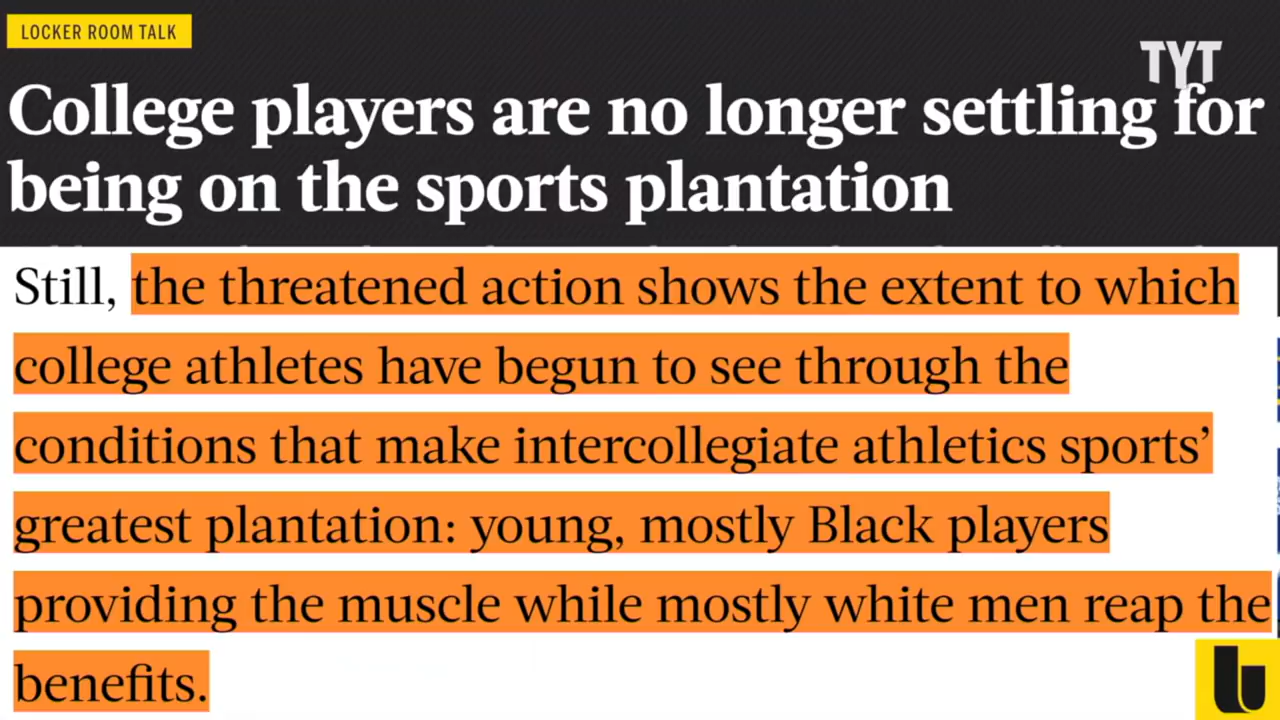 LOCKER ROOM TALK
TYT
College players are no longer settling for
being on the sports plantation
Still, the threatened action shows the extent to which
college athletes have begun to see through the
conditions that make intercollegiate athletics sports’
greatest plantation: young, mostly Black players
providing the muscle while mostly white men reap the
benefits.